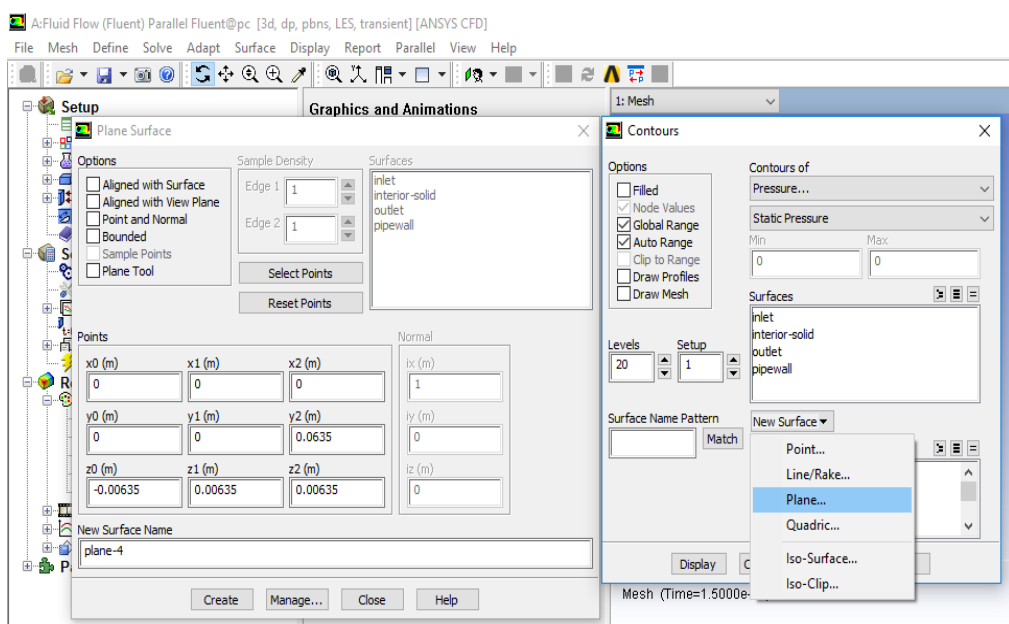 A:Fluid Flow (Fluent) Parallel Fluent@pc [3d, dp, pbns, LES, transient] [ANSYS CFD]
File Mesh Define Solve Adapt Surface Display Report Parallel View Help
Setup
Graphics and Animations
1: Mesh
Plane Surface
Options
Aligned with Surface
Aligned with View Plane
Point and Normal
Bounded
Sample Points
Plane Tool
Sample Density
Edge 1 1
Edge 2 1
Select Points
Reset Points
Surfaces
inlet
interior-solid
outlet
pipewall
Points
x0 (m) x1 (m) x2 (m)
0 0 0
y0 (m) y1 (m) y2 (m)
0 0 0.0635
z0 (m) z1 (m) z2 (m)
-0.00635 0.00635 0.00635
Normal
ix (m)
1
iy (m)
0
iz (m)
0
New Surface Name
plane-4
Create Manage... Close Help
Contours
Options
Filled
Node Values
Global Range
Auto Range
Clip to Range
Draw Profiles
Draw Mesh
Contours of
Pressure...
Static Pressure
Min Max
0 0
Surfaces
inlet
interior-solid
outlet
pipewall
Levels Setup
20 1
Surface Name Pattern
Match
New Surface
Point...
Line/Rake...
Plane...
Quadric...
Iso-Surface...
Iso-Clip...
Display
Mesh (Time=1.5000e-